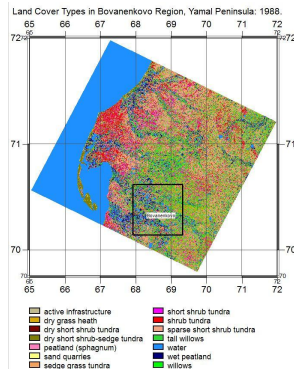 Land Cover Types in Bovanenkovo Region, Yamal Peninsula: 1988.
65 66 67 68 69 70 71 72
72 72
71 71
70 70
Bovanenkovo
65 66 67 68 69 70 71 72
active infrastructure
dry grass heath
dry short shrub tundra
dry short shrub-sedge tundra
peatland (sphagnum)
sand quarries
sedge grass tundra
short shrub tundra
shrub tundra
sparse short shrub tundra
tall willows
water
wet peatland
willows